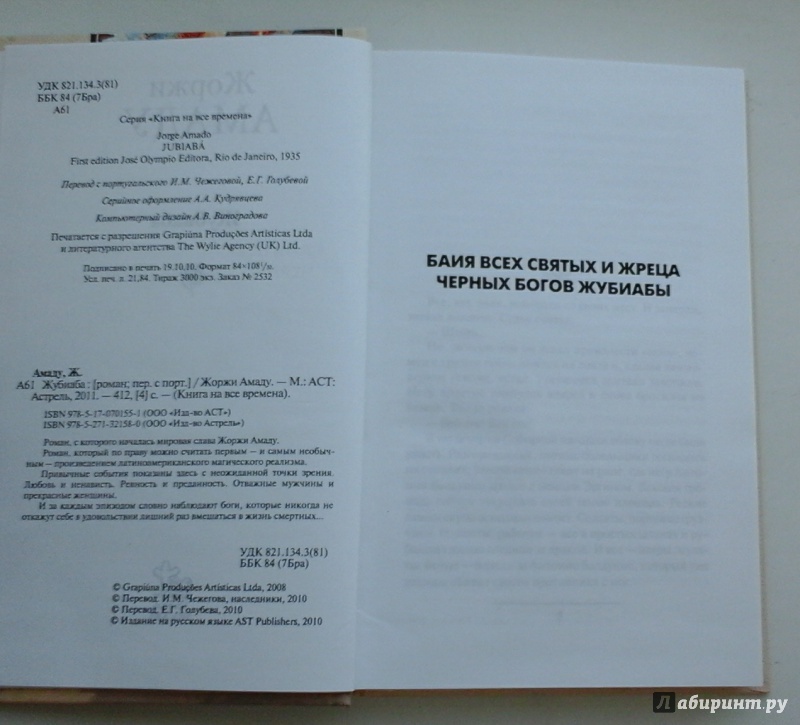 УДК 821.134.3(81)
ББК 84 (7Бра)
А61
Серия «Книга на все времена»
Jorge Amado
JUBIABÁ
First edition José Olympio Editora, Rio de Janeiro, 1935
Перевод с португальского И.М. Чежеговой, Е.Г. Голубевой
Серийное оформление А.А. Кудрявцева
Компьютерный дизайн А.В. Виноградова
Печатается с разрешения Grapiúna Produções Artísticas Ltda
и литературного агентства The Wylie Agency (UK) Ltd.
Подписано в печать 19.10.10. Формат 84×108¹/₃₂.
Усл. печ. л. 21,84. Тираж 3000 экз. Заказ № 2532
Амаду, Ж.
А61 Жубиаба : [роман; пер. с порт.] / Жоржи Амаду. — М.: АСТ:
Астрель, 2011. — 412, [4] с. — (Книга на все времена).
ISBN 978-5-17-070155-1 (ООО «Изд-во АСТ»)
ISBN 978-5-271-32158-0 (ООО «Изд-во Астрель»)
Роман, с которого началась мировая слава Жоржи Амаду.
Роман, который по праву можно считать первым — и самым необыч-
ным — произведением латиноамериканского магического реализма.
Привычные события показаны здесь с неожиданной точки зрения.
Любовь и ненависть. Ревность и преданность. Отважные мужчины и
прекрасные женщины.
И за каждым эпизодом словно наблюдают боги, которые никогда не
откажут себе в удовольствии лишний раз вмешаться в жизнь смертных...
УДК 821.134.3(81)
ББК 84 (7Бра)
© Grapiúna Produções Artísticas Ltda, 2008
© Перевод. И.М. Чежегова, наследники, 2010
© Перевод. Е.Г. Голубева, 2010
© Издание на русском языке AST Publishers, 2010
БАИЯ ВСЕХ СВЯТЫХ И ЖРЕЦА
ЧЕРНЫХ БОГОВ ЖУБИАБЫ
Лабиринт.ру